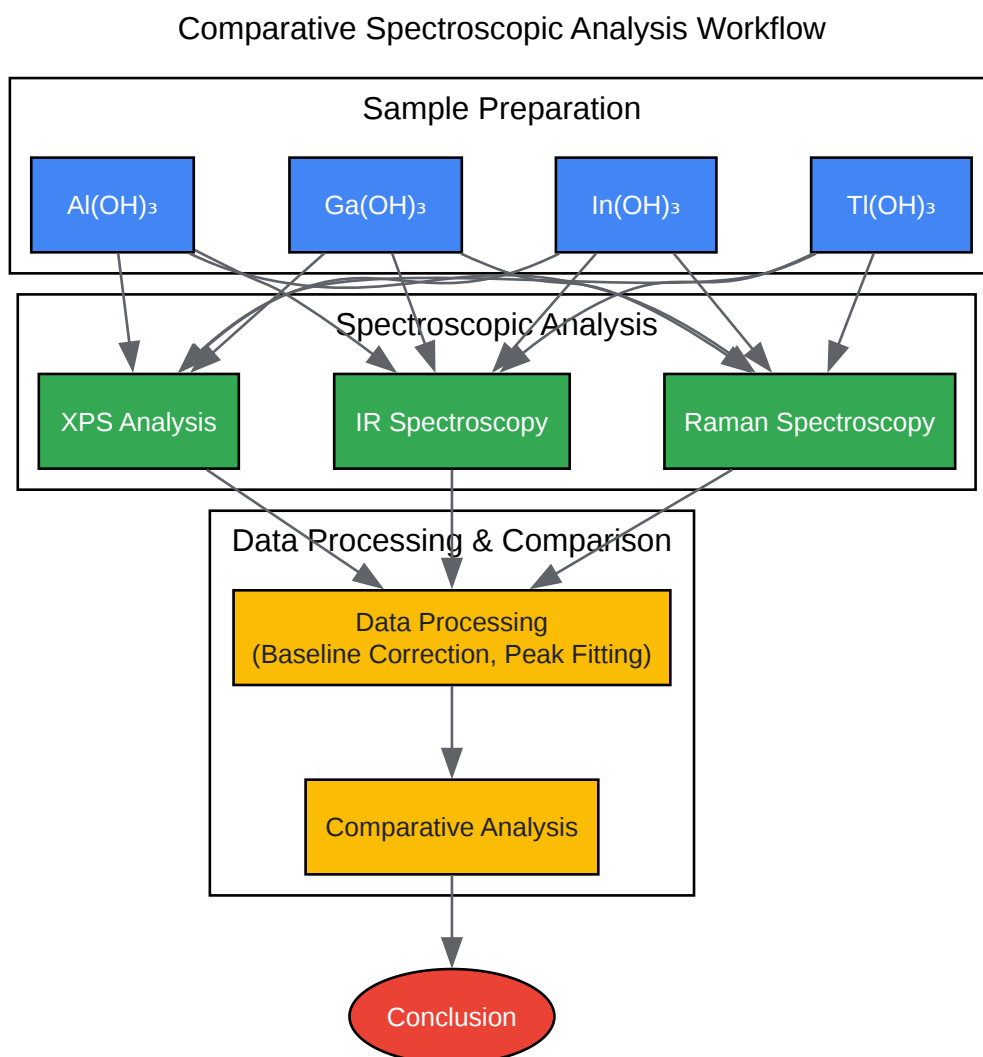 Comparative Spectroscopic Analysis Workflow
Sample Preparation
Al(OH)₃
Ga(OH)₃
In(OH)₃
Tl(OH)₃
Spectroscopic Analysis
XPS Analysis
IR Spectroscopy
Raman Spectroscopy
Data Processing & Comparison
Data Processing
(Baseline Correction, Peak Fitting)
Comparative Analysis
Conclusion